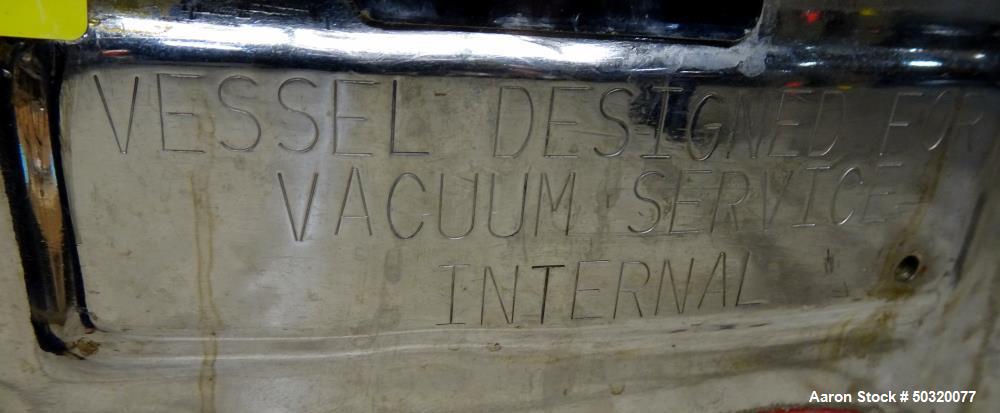 VESSEL DESIGNED FOR
VACUUM SERVICE
INTERNAL
Aaron Stock # 50320077